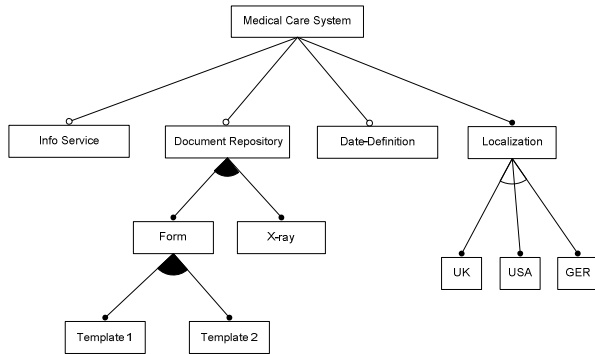 Medical Care System
Info Service
Document Repository
Date-Definition
Localization
Form
X-ray
UK
USA
GER
Template 1
Template 2